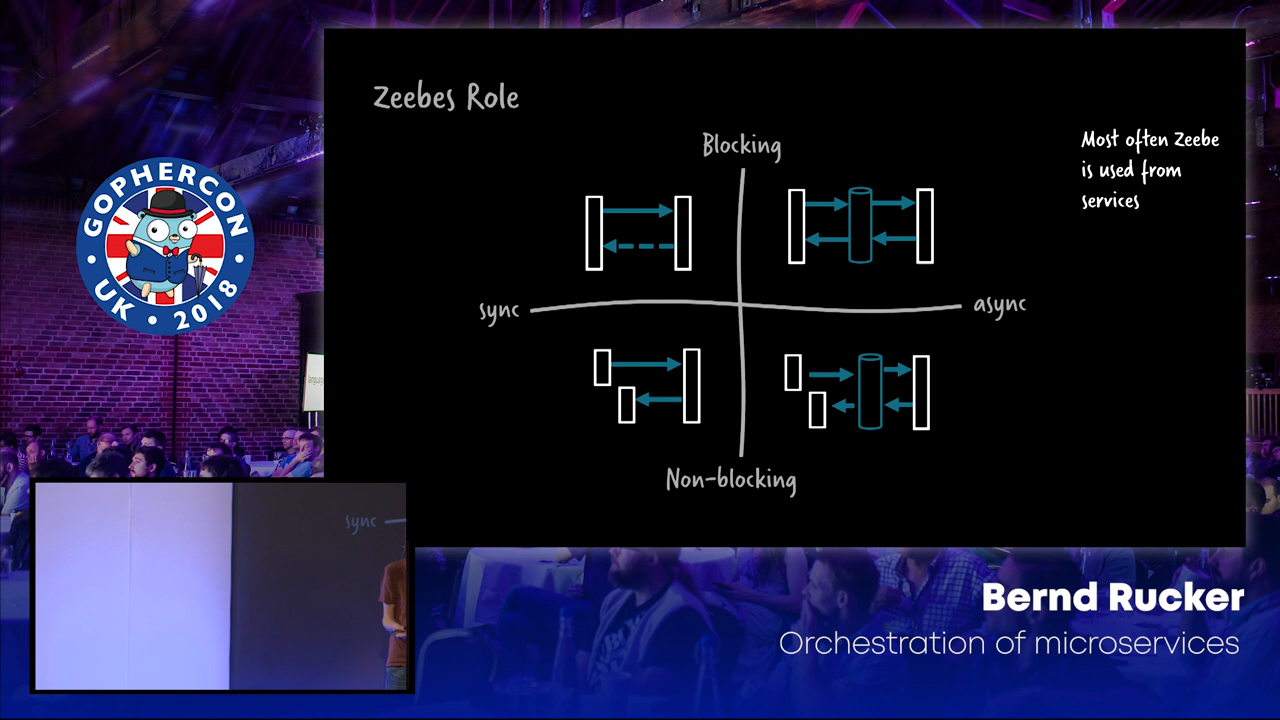 Zeebes Role
Blocking
Most often Zeebe
is used from
services
sync
async
Non-blocking
GOPHERCON
UK • 2018
sync
Bernd Rucker
Orchestration of microservices